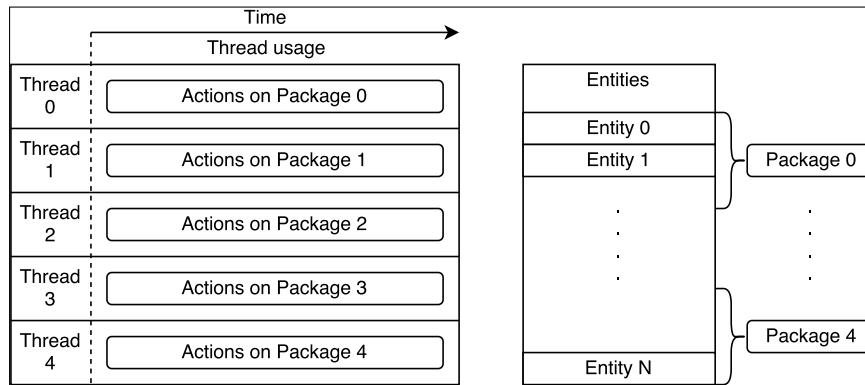 Time
Thread usage
Thread
0
Actions on Package 0
Thread
1
Actions on Package 1
Thread
2
Actions on Package 2
Thread
3
Actions on Package 3
Thread
4
Actions on Package 4
Entities
Entity 0
Entity 1
Entity N
Package 0
Package 4